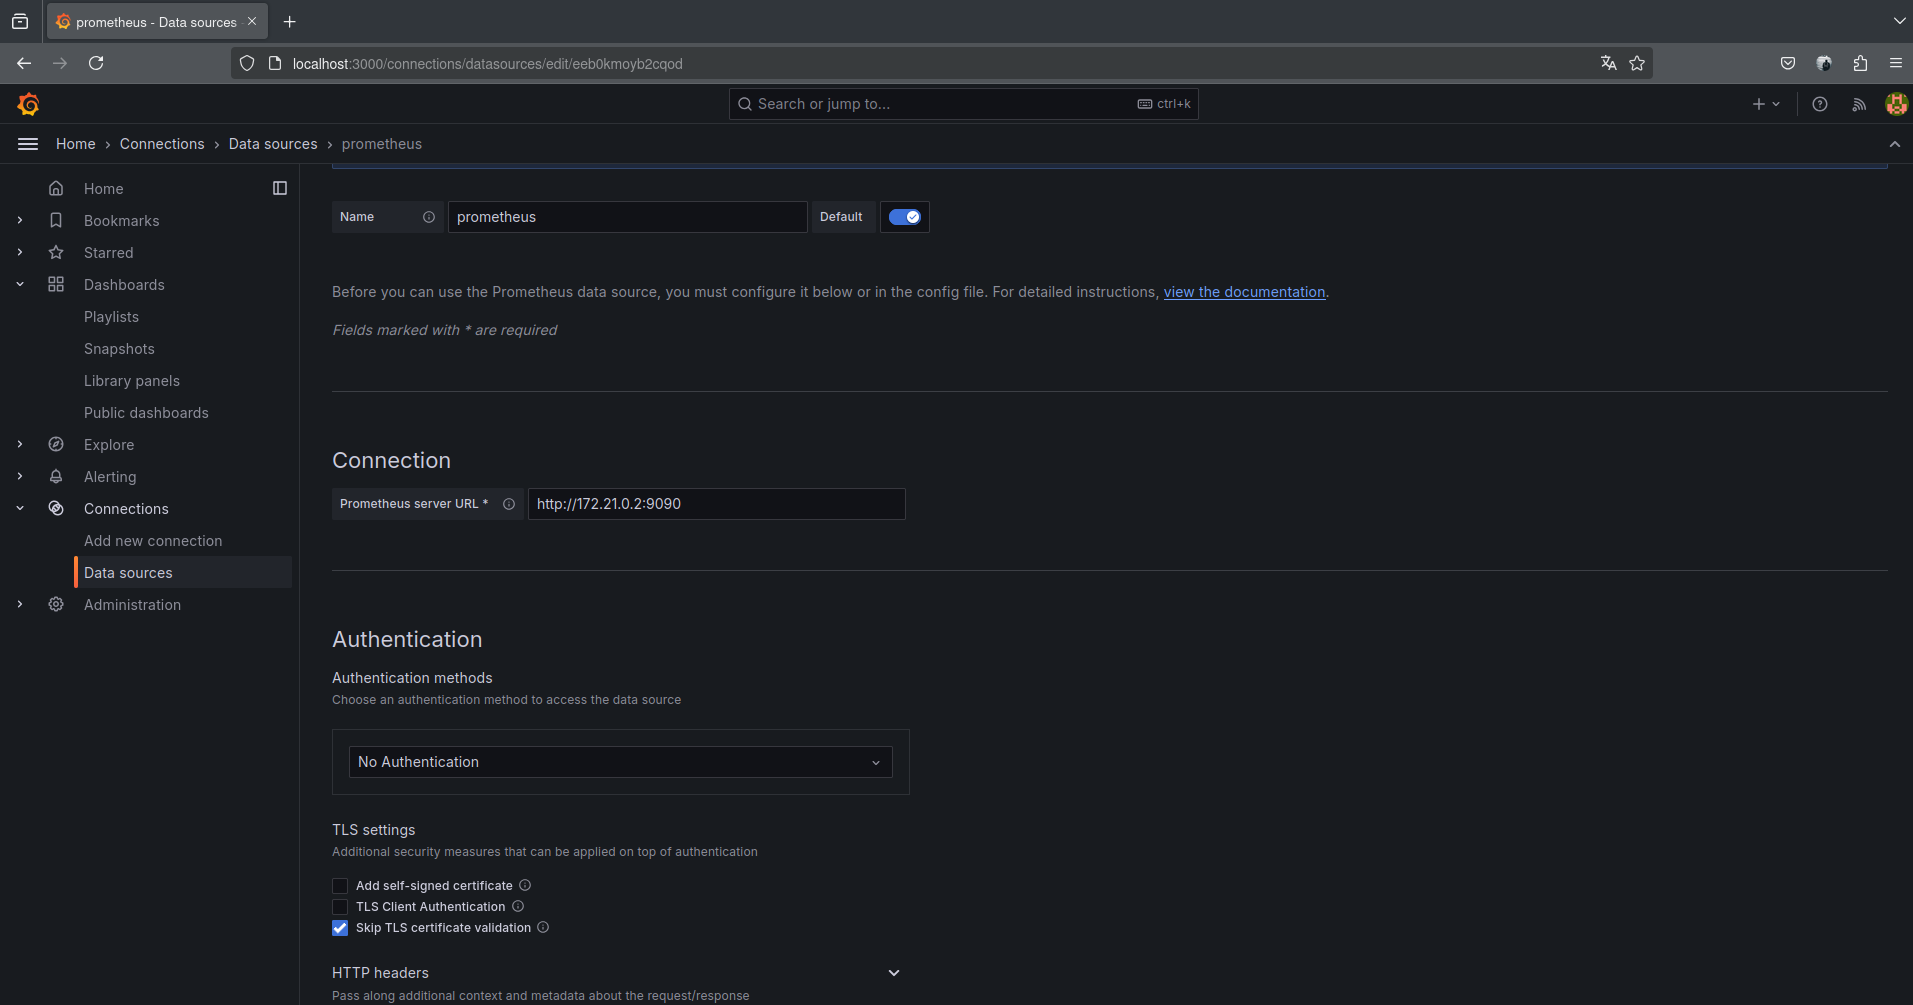 prometheus - Data sources
localhost:3000/connections/datasources/edit/eeb0kmoyb2cqod
Search or jump to...
ctrl+k
Home › Connections › Data sources › prometheus
Home
Bookmarks
Starred
Dashboards
Playlists
Snapshots
Library panels
Public dashboards
Explore
Alerting
Connections
Add new connection
Data sources
Administration
Name
prometheus
Default
Before you can use the Prometheus data source, you must configure it below or in the config file. For detailed instructions, view the documentation.
Fields marked with * are required
Connection
Prometheus server URL *
http://172.21.0.2:9090
Authentication
Authentication methods
Choose an authentication method to access the data source
No Authentication
TLS settings
Additional security measures that can be applied on top of authentication
Add self-signed certificate
TLS Client Authentication
Skip TLS certificate validation
HTTP headers
Pass along additional context and metadata about the request/response